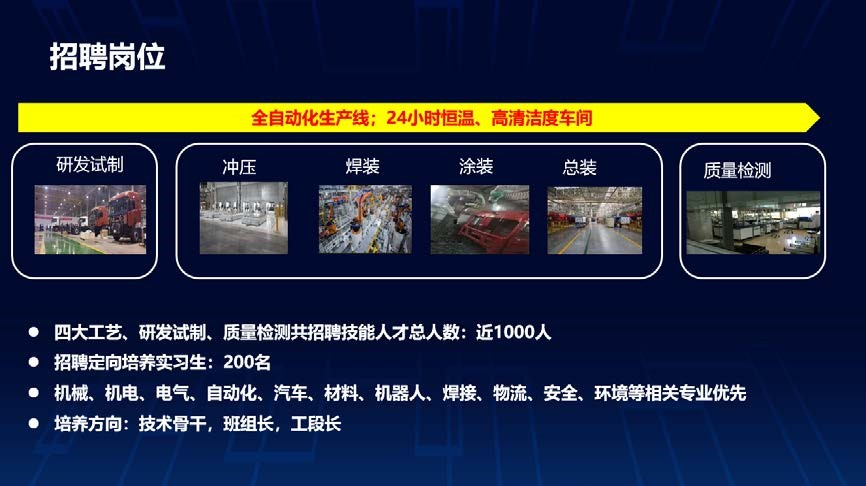 招聘岗位
全自动化生产线；24小时恒温、高清洁度车间
研发试制
冲压
焊装
涂装
总装
质量检测
四大工艺、研发试制、质量检测共招聘技能人才总人数：近1000人
招聘定向培养实习生：200名
机械、机电、电气、自动化、汽车、材料、机器人、焊接、物流、安全、环境等相关专业优先
培养方向：技术骨干，班组长，工段长